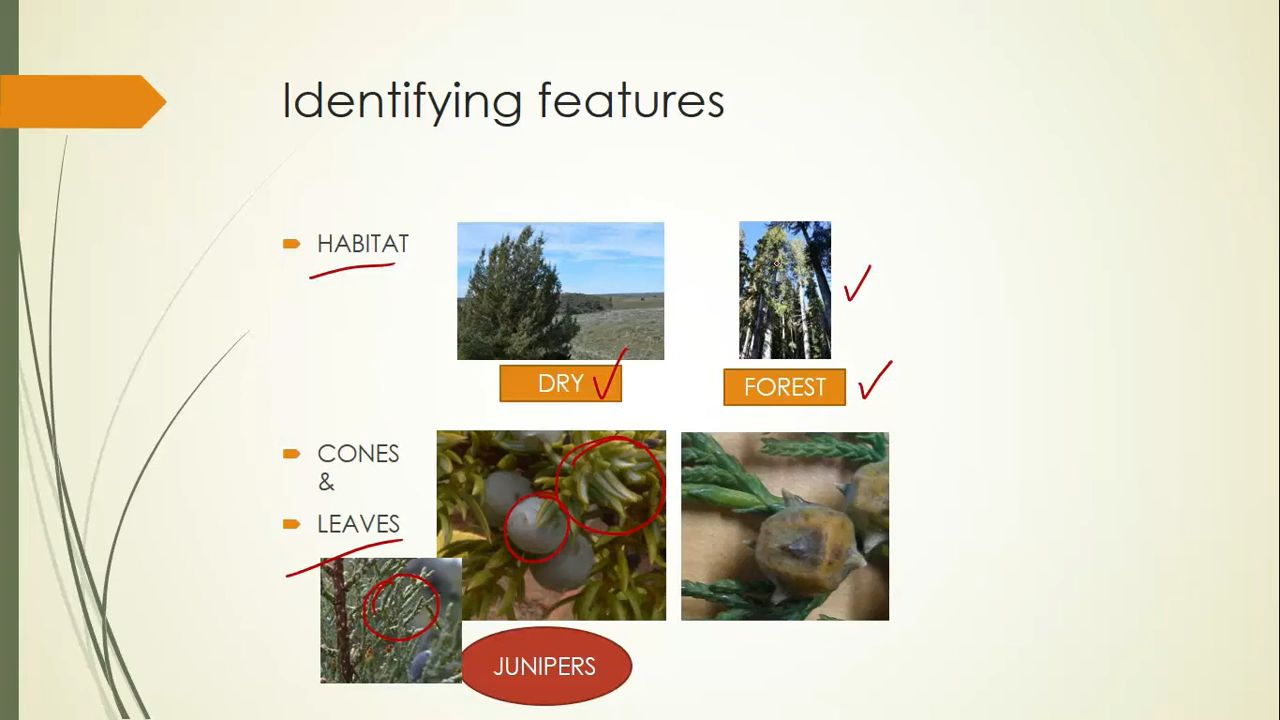 Identifying features
HABITAT
DRY
FOREST
CONES
&
LEAVES
JUNIPERS